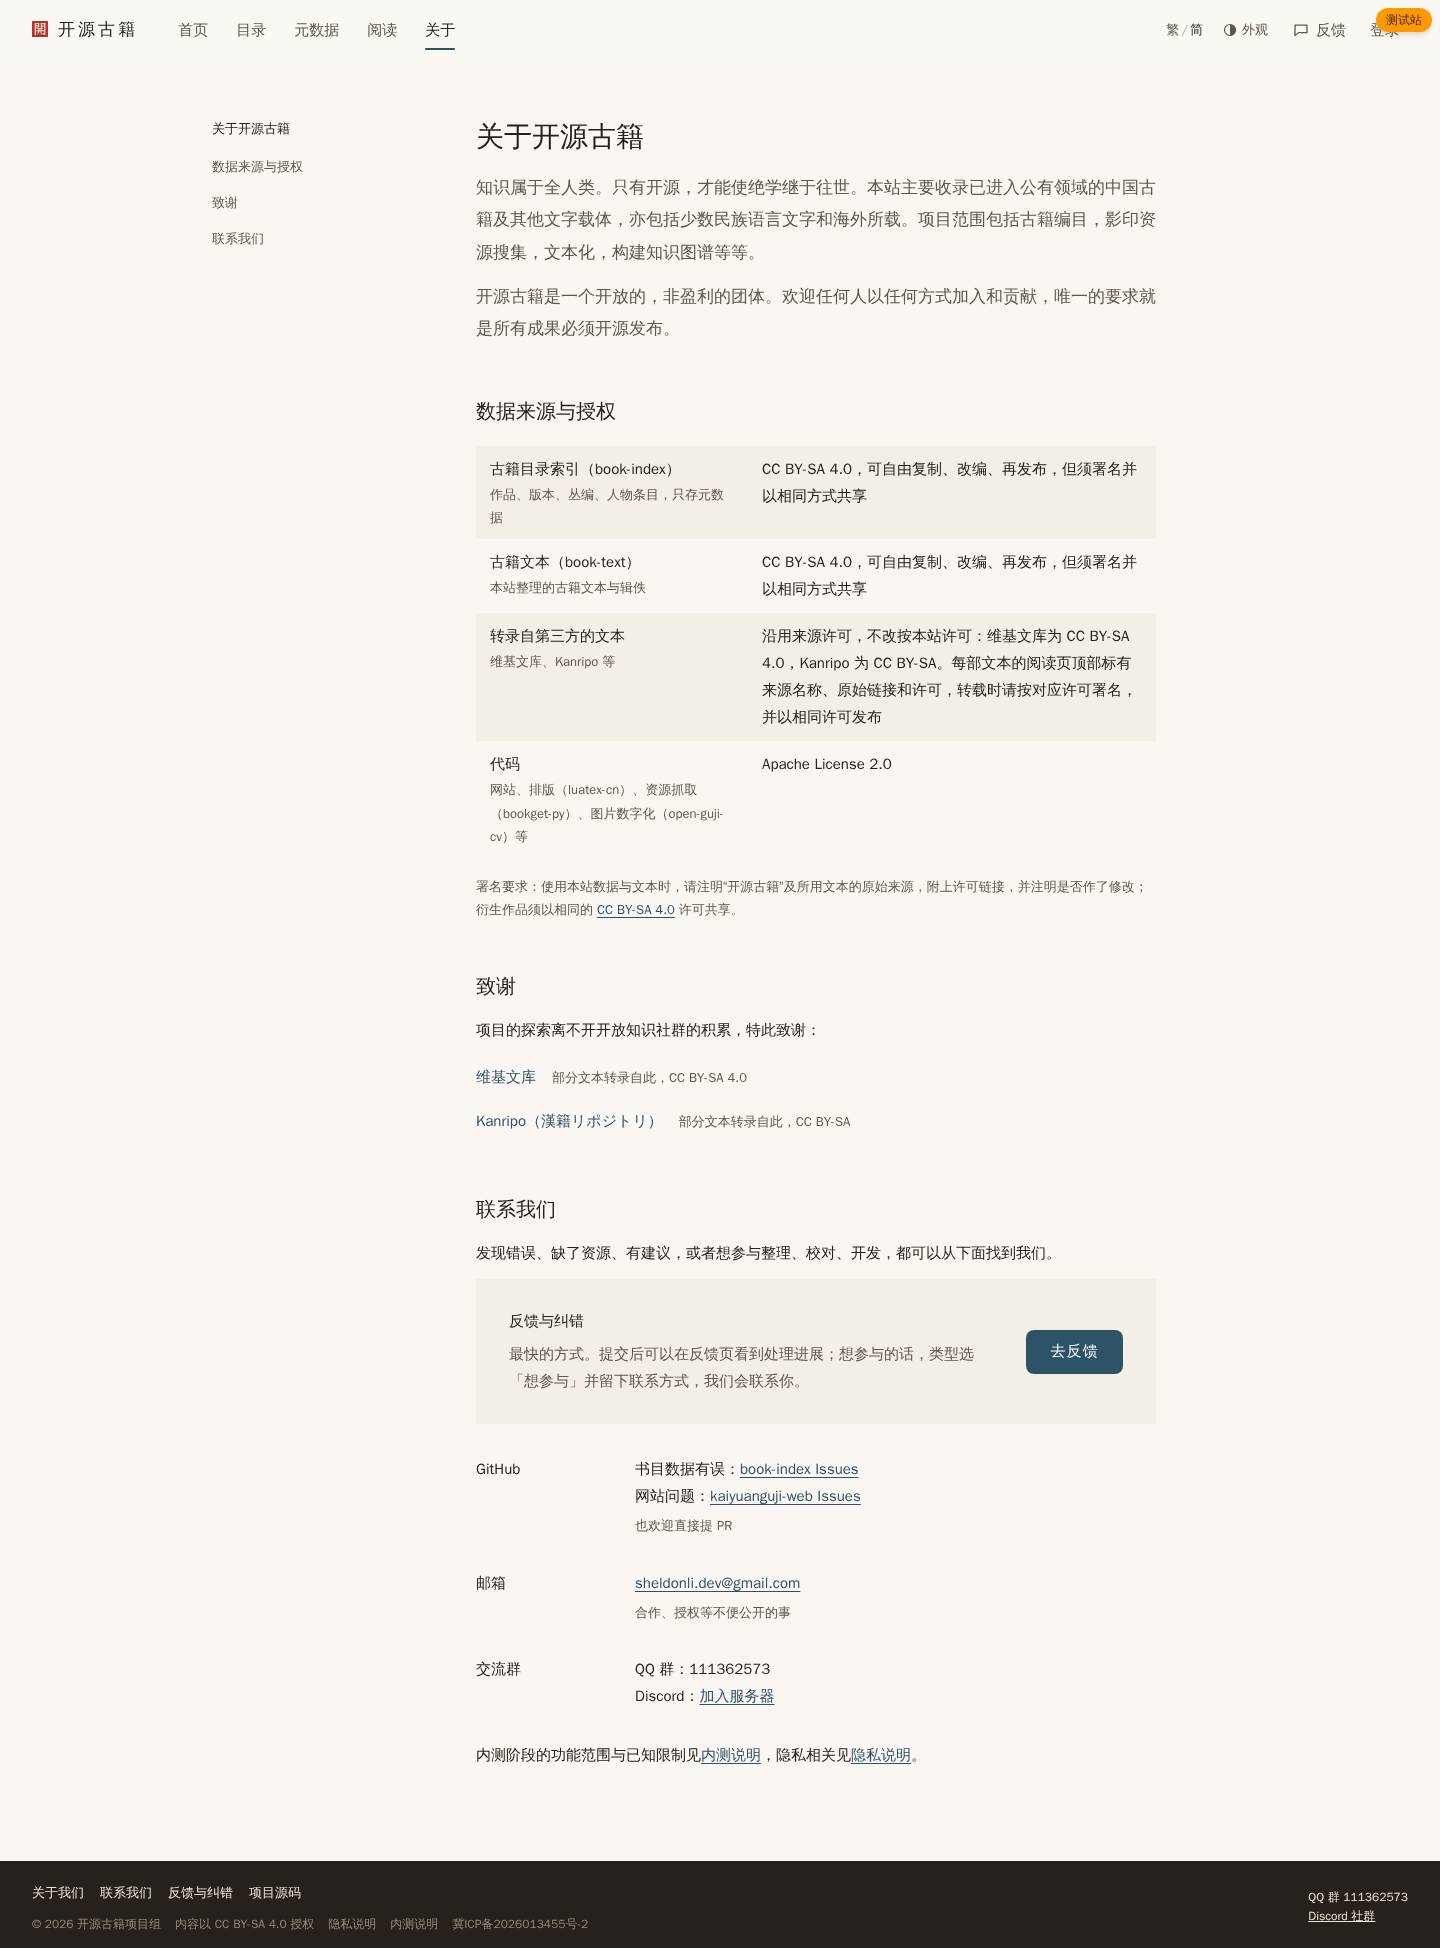 開 开源古籍 首页 目录 元数据 阅读 关于 繁 / 简 外观 反馈 测试站
关于开源古籍
数据来源与授权
致谢
联系我们
关于开源古籍
知识属于全人类。只有开源，才能使绝学继于往世。本站主要收录已进入公有领域的中国古
籍及其他文字载体，亦包括少数民族语言文字和海外所载。项目范围包括古籍编目，影印资
源搜集，文本化，构建知识图谱等等。
开源古籍是一个开放的，非盈利的团体。欢迎任何人以任何方式加入和贡献，唯一的要求就
是所有成果必须开源发布。
数据来源与授权
古籍目录索引（book-index）
作品、版本、丛编、人物条目，只存元数
据
CC BY-SA 4.0，可自由复制、改编、再发布，但须署名并
以相同方式共享
古籍文本（book-text）
本站整理的古籍文本与辑佚
CC BY-SA 4.0，可自由复制、改编、再发布，但须署名并
以相同方式共享
转录自第三方的文本
维基文库、Kanripo 等
沿用来源许可，不改按本站许可：维基文库为 CC BY-SA
4.0，Kanripo 为 CC BY-SA。每部文本的阅读页顶部标有
来源名称、原始链接和许可，转载时请按对应许可署名，
并以相同许可发布
代码
网站、排版（luatex-cn）、资源抓取
（bookget-py）、图片数字化（open-guji-
cv）等
Apache License 2.0
署名要求：使用本站数据与文本时，请注明“开源古籍”及所用文本的原始来源，附上许可链接，并注明是否作了修改；
衍生作品须以相同的 CC BY-SA 4.0 许可共享。
致谢
项目的探索离不开开放知识社群的积累，特此致谢：
维基文库 部分文本转录自此，CC BY-SA 4.0
Kanripo（漢籍リポジトリ） 部分文本转录自此，CC BY-SA
联系我们
发现错误、缺了资源、有建议，或者想参与整理、校对、开发，都可以从下面找到我们。
反馈与纠错
最快的方式。提交后可以在反馈页看到处理进展；想参与的话，类型选
「想参与」并留下联系方式，我们会联系你。
去反馈
GitHub
书目数据有误：book-index Issues
网站问题：kaiyuanguji-web Issues
也欢迎直接提 PR
邮箱
sheldonli.dev@gmail.com
合作、授权等不便公开的事
交流群
QQ 群：111362573
Discord：加入服务器
内测阶段的功能范围与已知限制见内测说明，隐私相关见隐私说明。
关于我们 联系我们 反馈与纠错 项目源码
© 2026 开源古籍项目组 内容以 CC BY-SA 4.0 授权 隐私说明 内测说明 冀ICP备2026013455号-2
QQ 群 111362573
Discord 社群